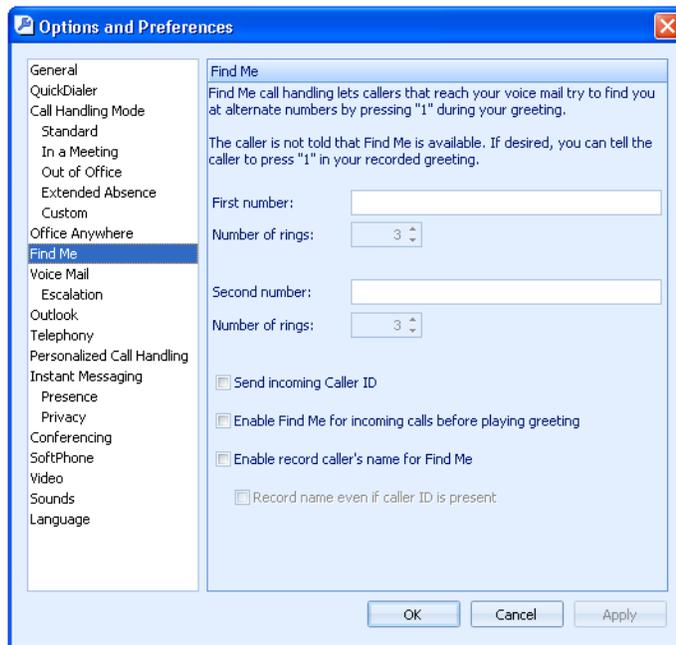 Options and Preferences
General
QuickDialer
Call Handling Mode
Standard
In a Meeting
Out of Office
Extended Absence
Custom
Office Anywhere
Find Me
Voice Mail
Escalation
Outlook
Telephony
Personalized Call Handling
Instant Messaging
Presence
Privacy
Conferencing
SoftPhone
Video
Sounds
Language
Find Me
Find Me call handling lets callers that reach your voice mail try to find you
at alternate numbers by pressing "1" during your greeting.
The caller is not told that Find Me is available. If desired, you can tell the
caller to press "1" in your recorded greeting.
First number:
Number of rings: 3
Second number:
Number of rings: 3
Send incoming Caller ID
Enable Find Me for incoming calls before playing greeting
Enable record caller's name for Find Me
Record name even if caller ID is present
OK Cancel Apply